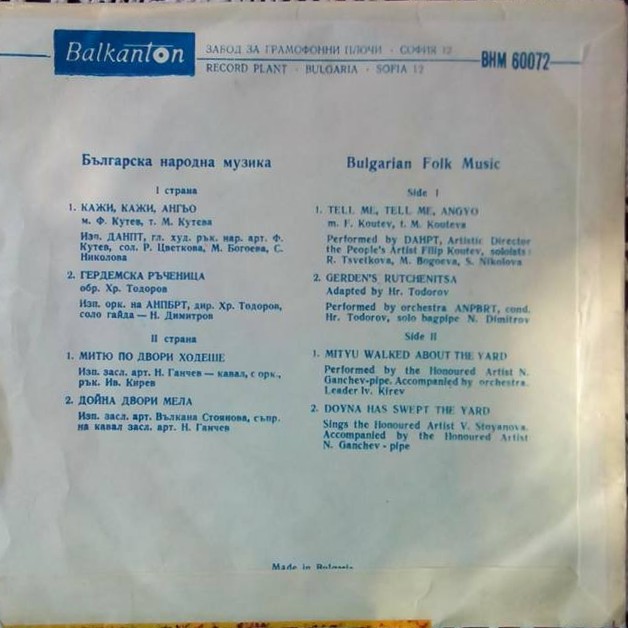 Balkanton
ЗАВОД ЗА ГРАМОФОННИ ПЛОЧИ · СОФИЯ 12
RECORD PLANT · BULGARIA · SOFIA 12
ВНМ 60072
Българска народна музика
I страна
1. КАЖИ, КАЖИ, АНГЬО
м. Ф. Кутев, т. М. Кутева
Изп. ДАНПТ, гл. худ. рък. нар. арт. Ф.
Кутев, сол. Р. Цветкова, М. Богоева, С.
Николова
2. ГЕРДЕМСКА РЪЧЕНИЦА
обр. Хр. Тодоров
Изп. орк. на АНПБРТ, дир. Хр. Тодоров,
соло гайда — Н. Димитров
II страна
1. МИТЮ ПО ДВОРИ ХОДЕШЕ
Изп. засл. арт. Н. Ганчев — кавал, с орк.,
рък. Ив. Кирев
2. ДОЙНА ДВОРИ МЕЛА
Изп. засл. арт. Вълкана Стоянова, съпр.
на кавал засл. арт. Н. Ганчев
Bulgarian Folk Music
Side I
1. TELL ME, TELL ME, ANGYO
m. F. Koutev, t. M. Kouteva
Performed by DAHPT, Artistic Director
the People's Artist Filip Koutev, soloists:
R. Tsvetkova, M. Bogoeva, S. Nikolova
2. GERDEN'S RUTCHENITSA
Adapted by Hr. Todorov
Performed by orchestra ANPBRT, cond.
Hr. Todorov, solo bagpipe N. Dimitrov
Side II
1. MITYU WALKED ABOUT THE YARD
Performed by the Honoured Artist N.
Ganchev-pipe. Accompanied by orchestra.
Leader Iv. Kirev
2. DOYNA HAS SWEPT THE YARD
Sings the Honoured Artist V. Stoyanova.
Accompanied by the Honoured Artist
N. Ganchev - pipe
Made in Bulgaria